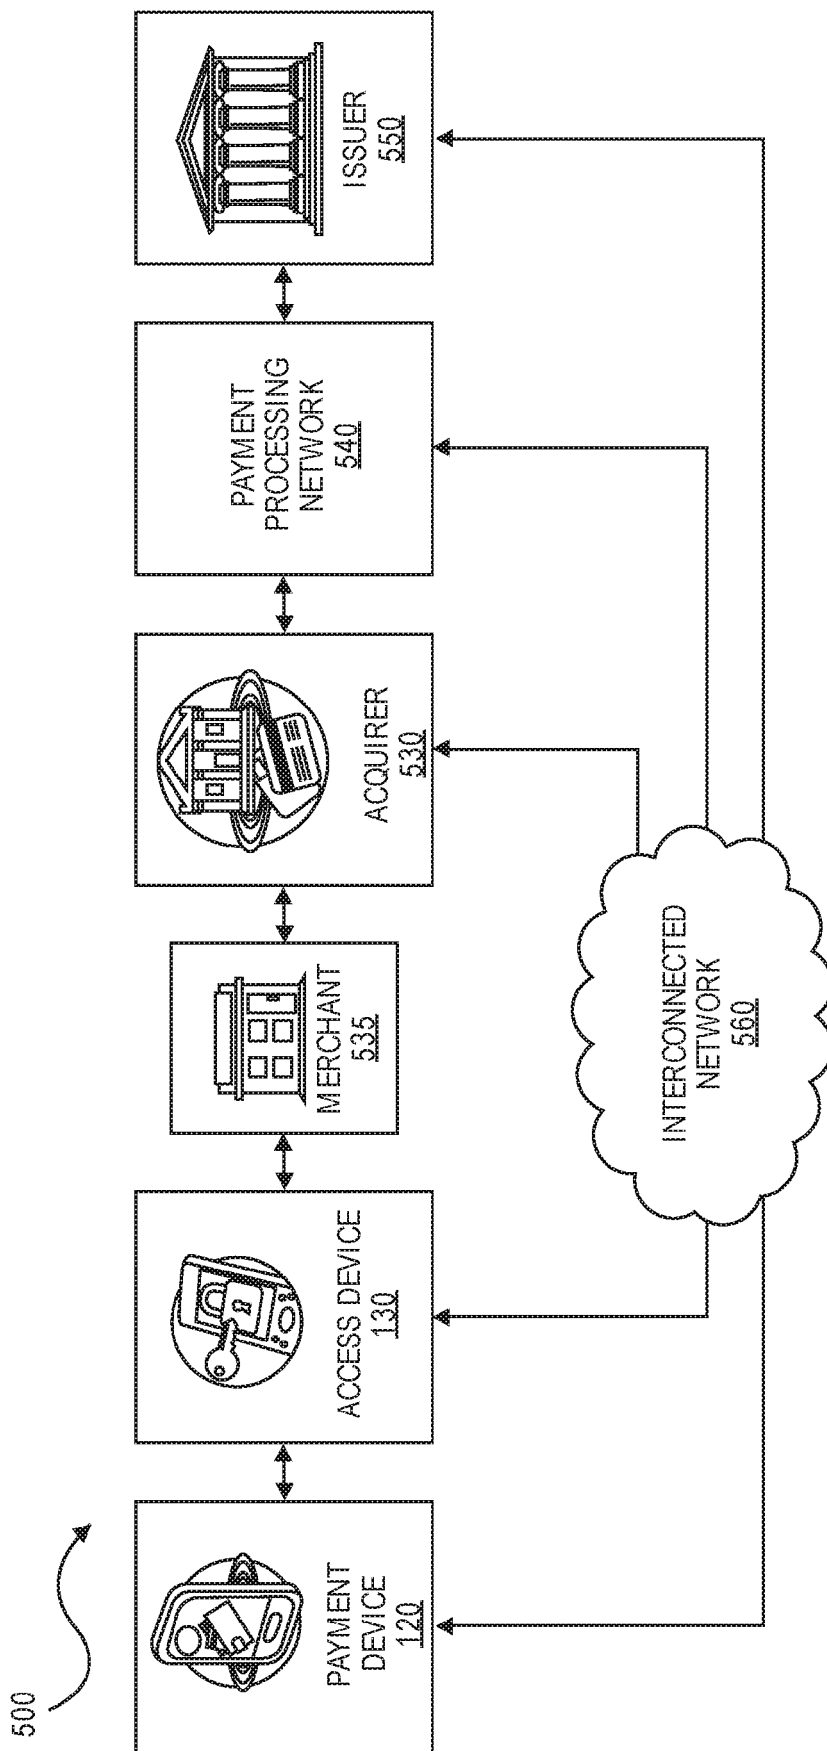 500
PAYMENT
DEVICE
120
ACCESS DEVICE
130
MERCHANT
535
ACQUIRER
530
PAYMENT
PROCESSING
NETWORK
540
ISSUER
550
INTERCONNECTED
NETWORK
560